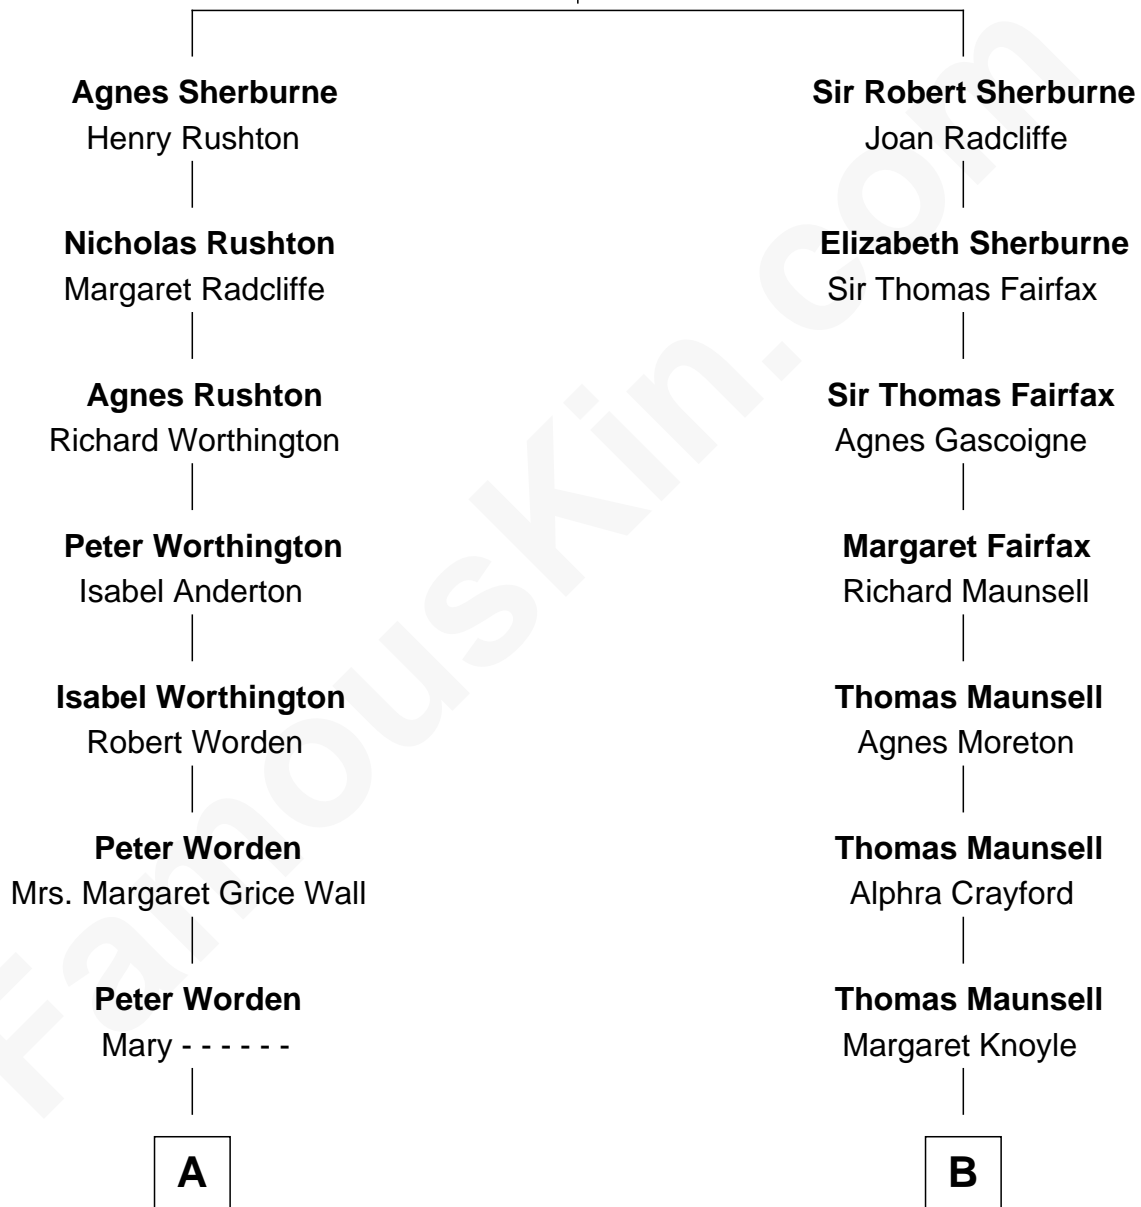 Agnes Sherburne
Henry Rushton
Nicholas Rushton
Margaret Radcliffe
Agnes Rushton
Richard Worthington
Peter Worthington
Isabel Anderton
Isabel Worthington
Robert Worden
Peter Worden
Mrs. Margaret Grice Wall
Peter Worden
Mary - - - - - -
A
Sir Robert Sherburne
Joan Radcliffe
Elizabeth Sherburne
Sir Thomas Fairfax
Sir Thomas Fairfax
Agnes Gascoigne
Margaret Fairfax
Richard Maunsell
Thomas Maunsell
Agnes Moreton
Thomas Maunsell
Alphra Crayford
Thomas Maunsell
Margaret Knoyle
B
FamousKin.com